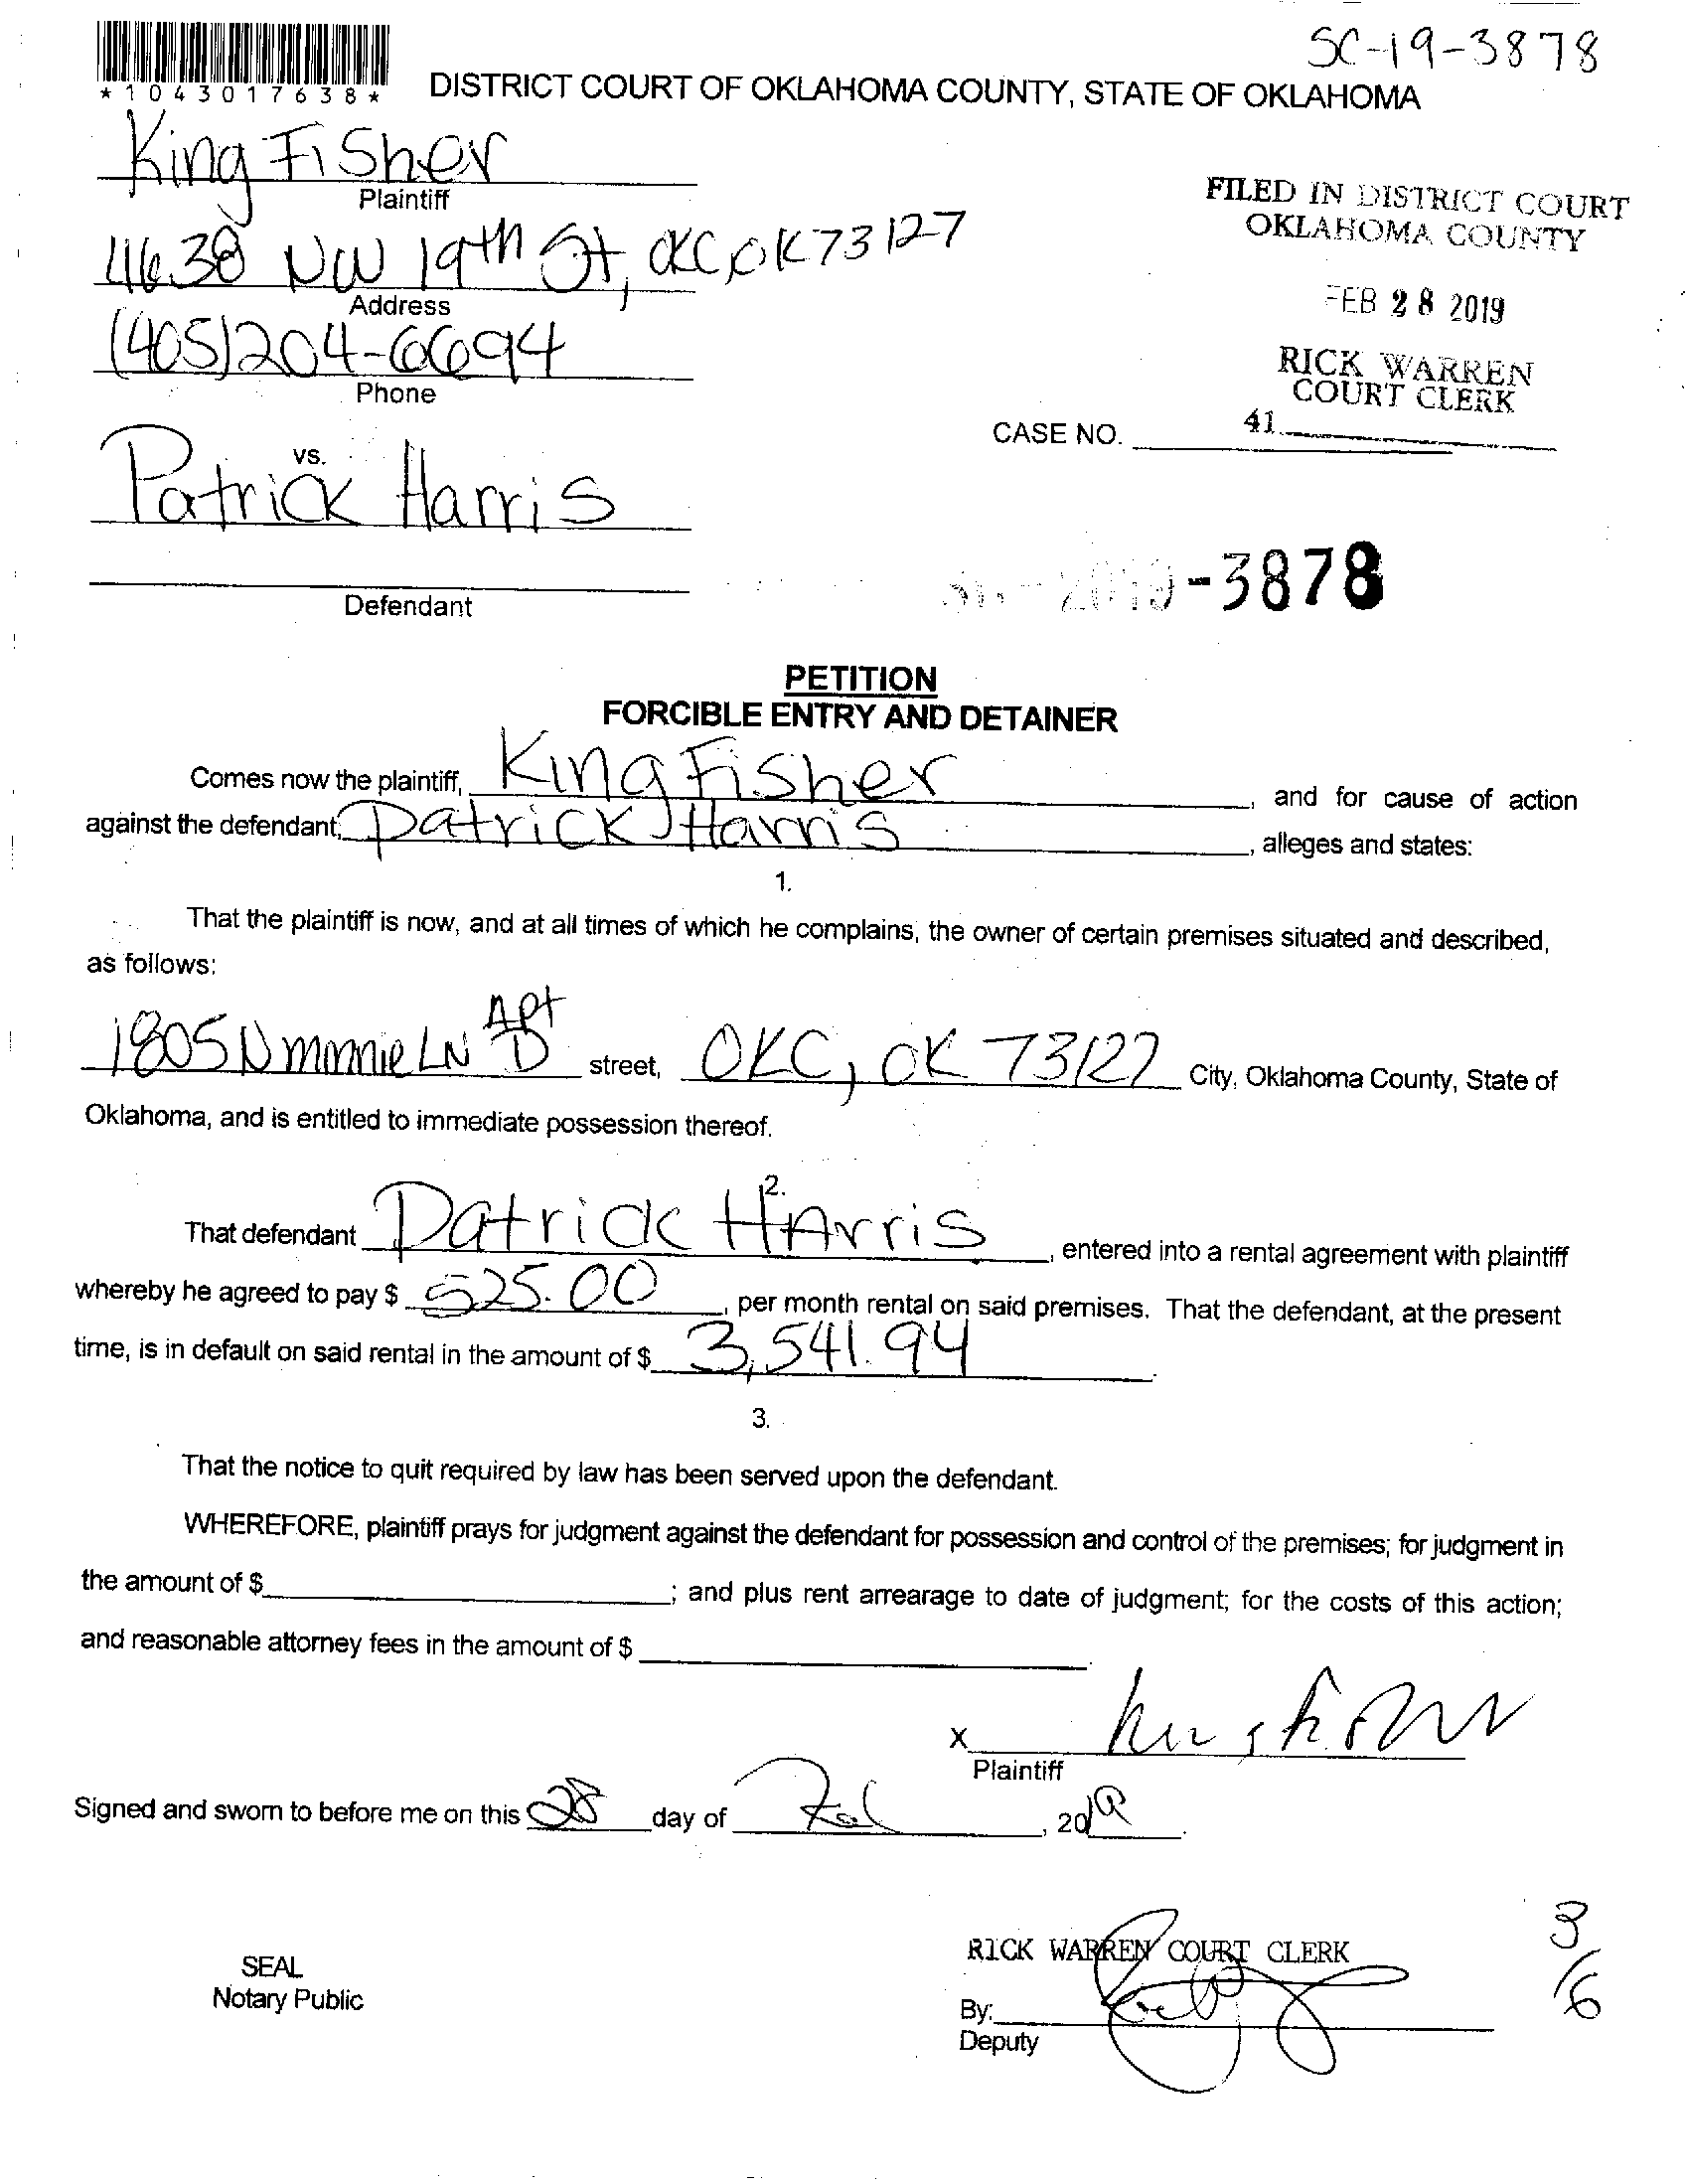 SC-19-3878
*1043017638*
DISTRICT COURT OF OKLAHOMA COUNTY, STATE OF OKLAHOMA
King Fisher
Plaintiff
FILED IN DISTRICT COURT
OKLAHOMA COUNTY
4638 NW 19th St, OKC, OK 73127
Address
FEB 28 2019
(405)204-6694
Phone
RICK WARREN
COURT CLERK
41
CASE NO.
vs.
Patrick Harris
Defendant
-3878
PETITION
FORCIBLE ENTRY AND DETAINER
Comes now the plaintiff, King Fisher, and for cause of action
against the defendant, Patrick Harris, alleges and states:
1.
That the plaintiff is now, and at all times of which he complains, the owner of certain premises situated and described,
as follows:
1805 N Minnie LN Apt D street, OKC, OK 73127 City, Oklahoma County, State of
Oklahoma, and is entitled to immediate possession thereof.
2.
That defendant Patrick HArris, entered into a rental agreement with plaintiff
whereby he agreed to pay $ 525.00, per month rental on said premises. That the defendant, at the present
time, is in default on said rental in the amount of $ 3,541.94.
3.
That the notice to quit required by law has been served upon the defendant.
WHEREFORE, plaintiff prays for judgment against the defendant for possession and control of the premises; for judgment in
the amount of $; and plus rent arrearage to date of judgment; for the costs of this action;
and reasonable attorney fees in the amount of $.
x
Plaintiff
Signed and sworn to before me on this 28 day of Feb, 2019.
SEAL
Notary Public
RICK WARREN COURT CLERK
By:
Deputy
3/6